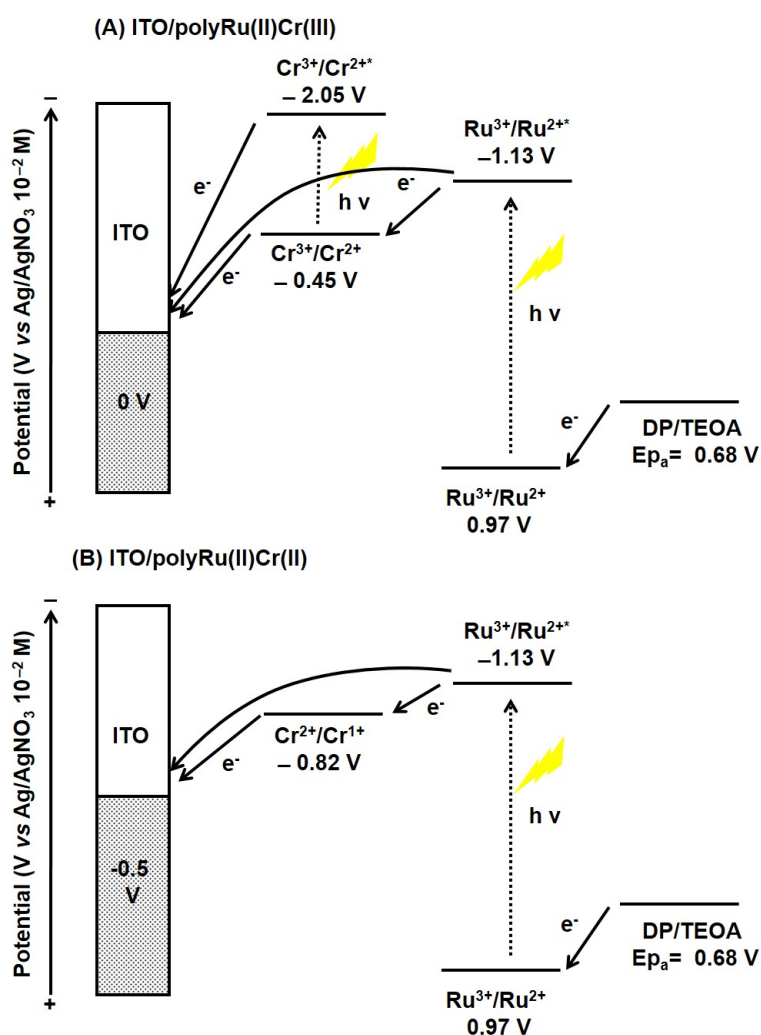 (A) ITO/polyRu(II)Cr(III)
Potential (V vs Ag/AgNO₃ 10⁻² M)
–
+
ITO
0 V
Cr³⁺/Cr²⁺*
– 2.05 V
e⁻
h ν
Cr³⁺/Cr²⁺
– 0.45 V
e⁻
e⁻
Ru³⁺/Ru²⁺*
–1.13 V
h ν
Ru³⁺/Ru²⁺
0.97 V
e⁻
DP/TEOA
Epₐ= 0.68 V
(B) ITO/polyRu(II)Cr(II)
Potential (V vs Ag/AgNO₃ 10⁻² M)
–
+
ITO
-0.5
V
Cr²⁺/Cr¹⁺
– 0.82 V
e⁻
e⁻
Ru³⁺/Ru²⁺*
–1.13 V
h ν
Ru³⁺/Ru²⁺
0.97 V
e⁻
DP/TEOA
Epₐ= 0.68 V